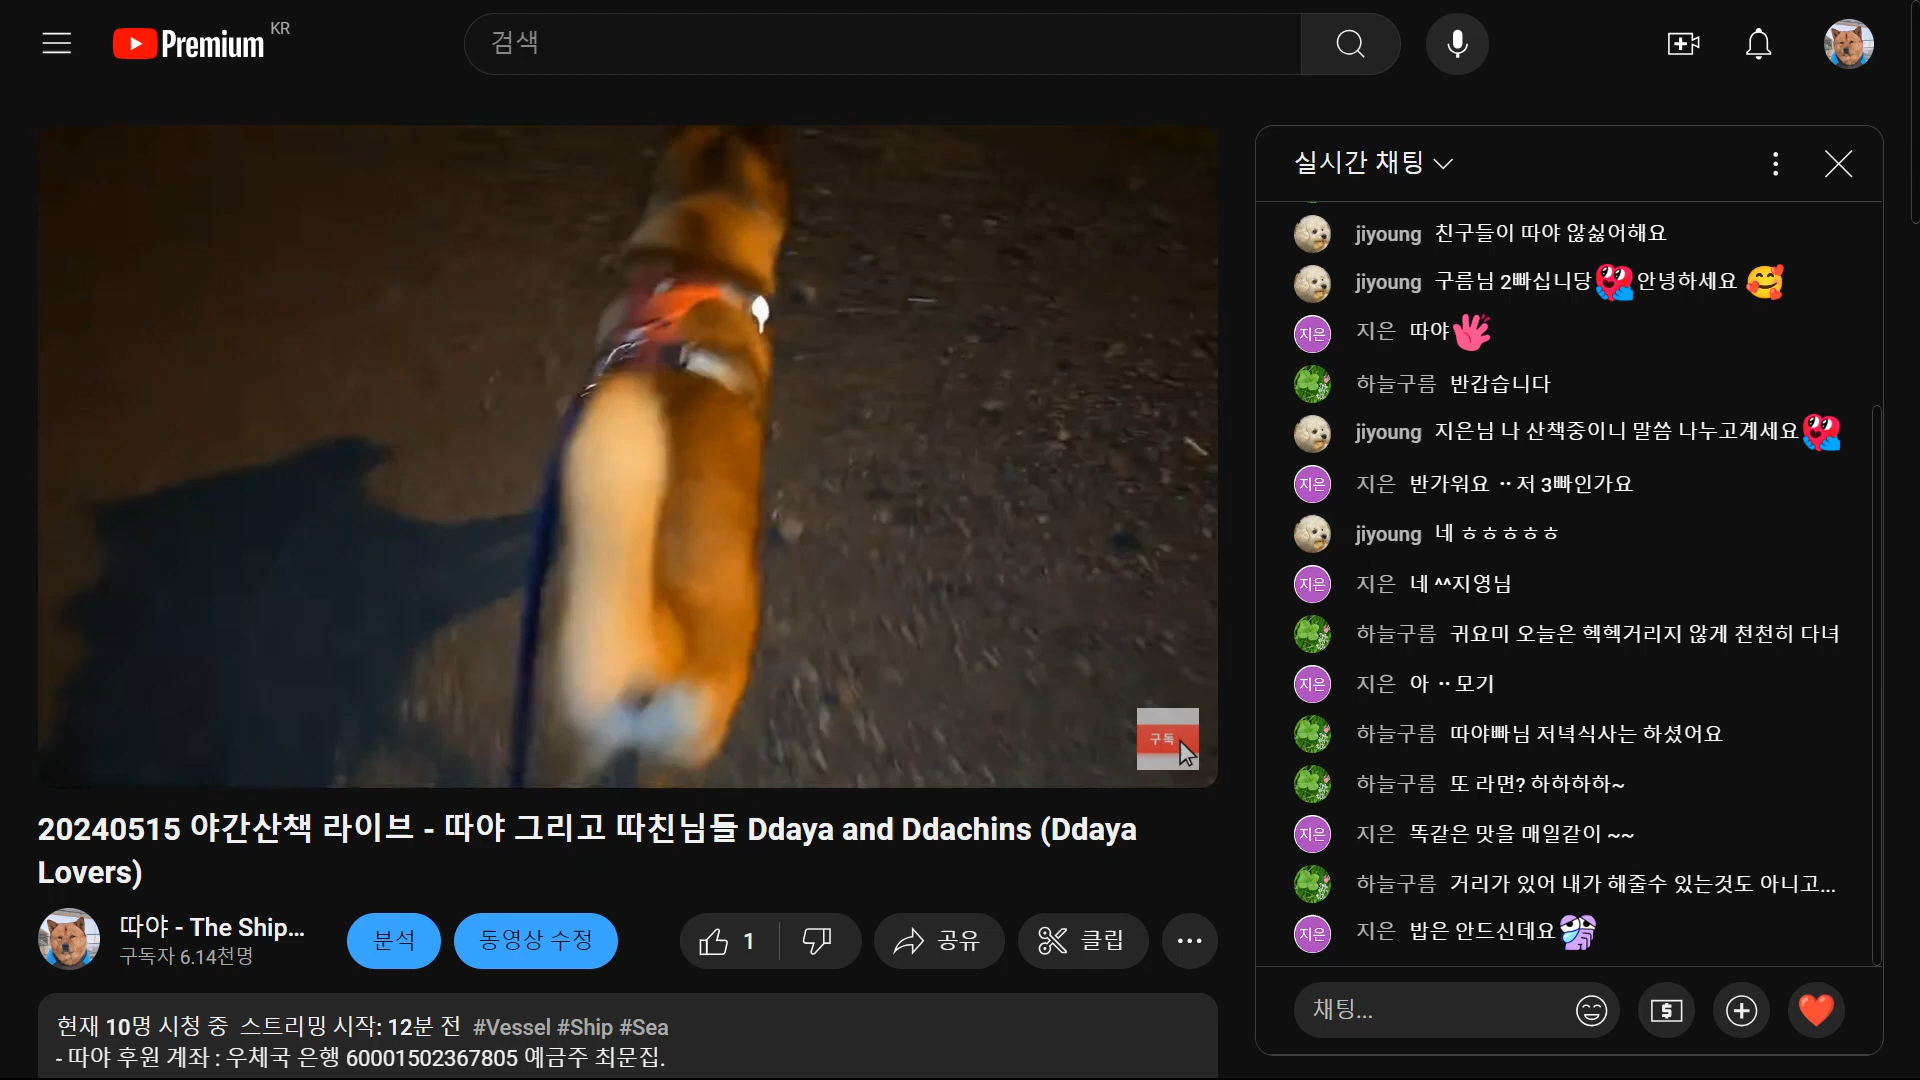 Premium KR
검색
실시간 채팅
jiyoung 친구들이 따야 않싫어해요
jiyoung 구름님 2빠십니당 안녕하세요
지은 지은 따야
하늘구름 반갑습니다
jiyoung 지은님 나 산책중이니 말씀 나누고계세요
지은 지은 반가워요 ··저 3빠인가요
jiyoung 네 ㅎㅎㅎㅎㅎ
지은 지은 네 ^^지영님
하늘구름 귀요미 오늘은 헥헥거리지 않게 천천히 다녀
지은 지은 아 ··모기
하늘구름 따야빠님 저녁식사는 하셨어요
하늘구름 또 라면? 하하하하~
지은 지은 똑같은 맛을 매일같이 ~~
하늘구름 거리가 있어 내가 해줄수 있는것도 아니고...
지은 지은 밥은 안드신데요
채팅...
구독
20240515 야간산책 라이브 - 따야 그리고 따친님들 Ddaya and Ddachins (Ddaya
Lovers)
따야 - The Ship...
구독자 6.14천명
분석
동영상 수정
1
공유
클립
현재 10명 시청 중 스트리밍 시작: 12분 전 #Vessel #Ship #Sea
- 따야 후원 계좌 : 우체국 은행 60001502367805 예금주 최문집.